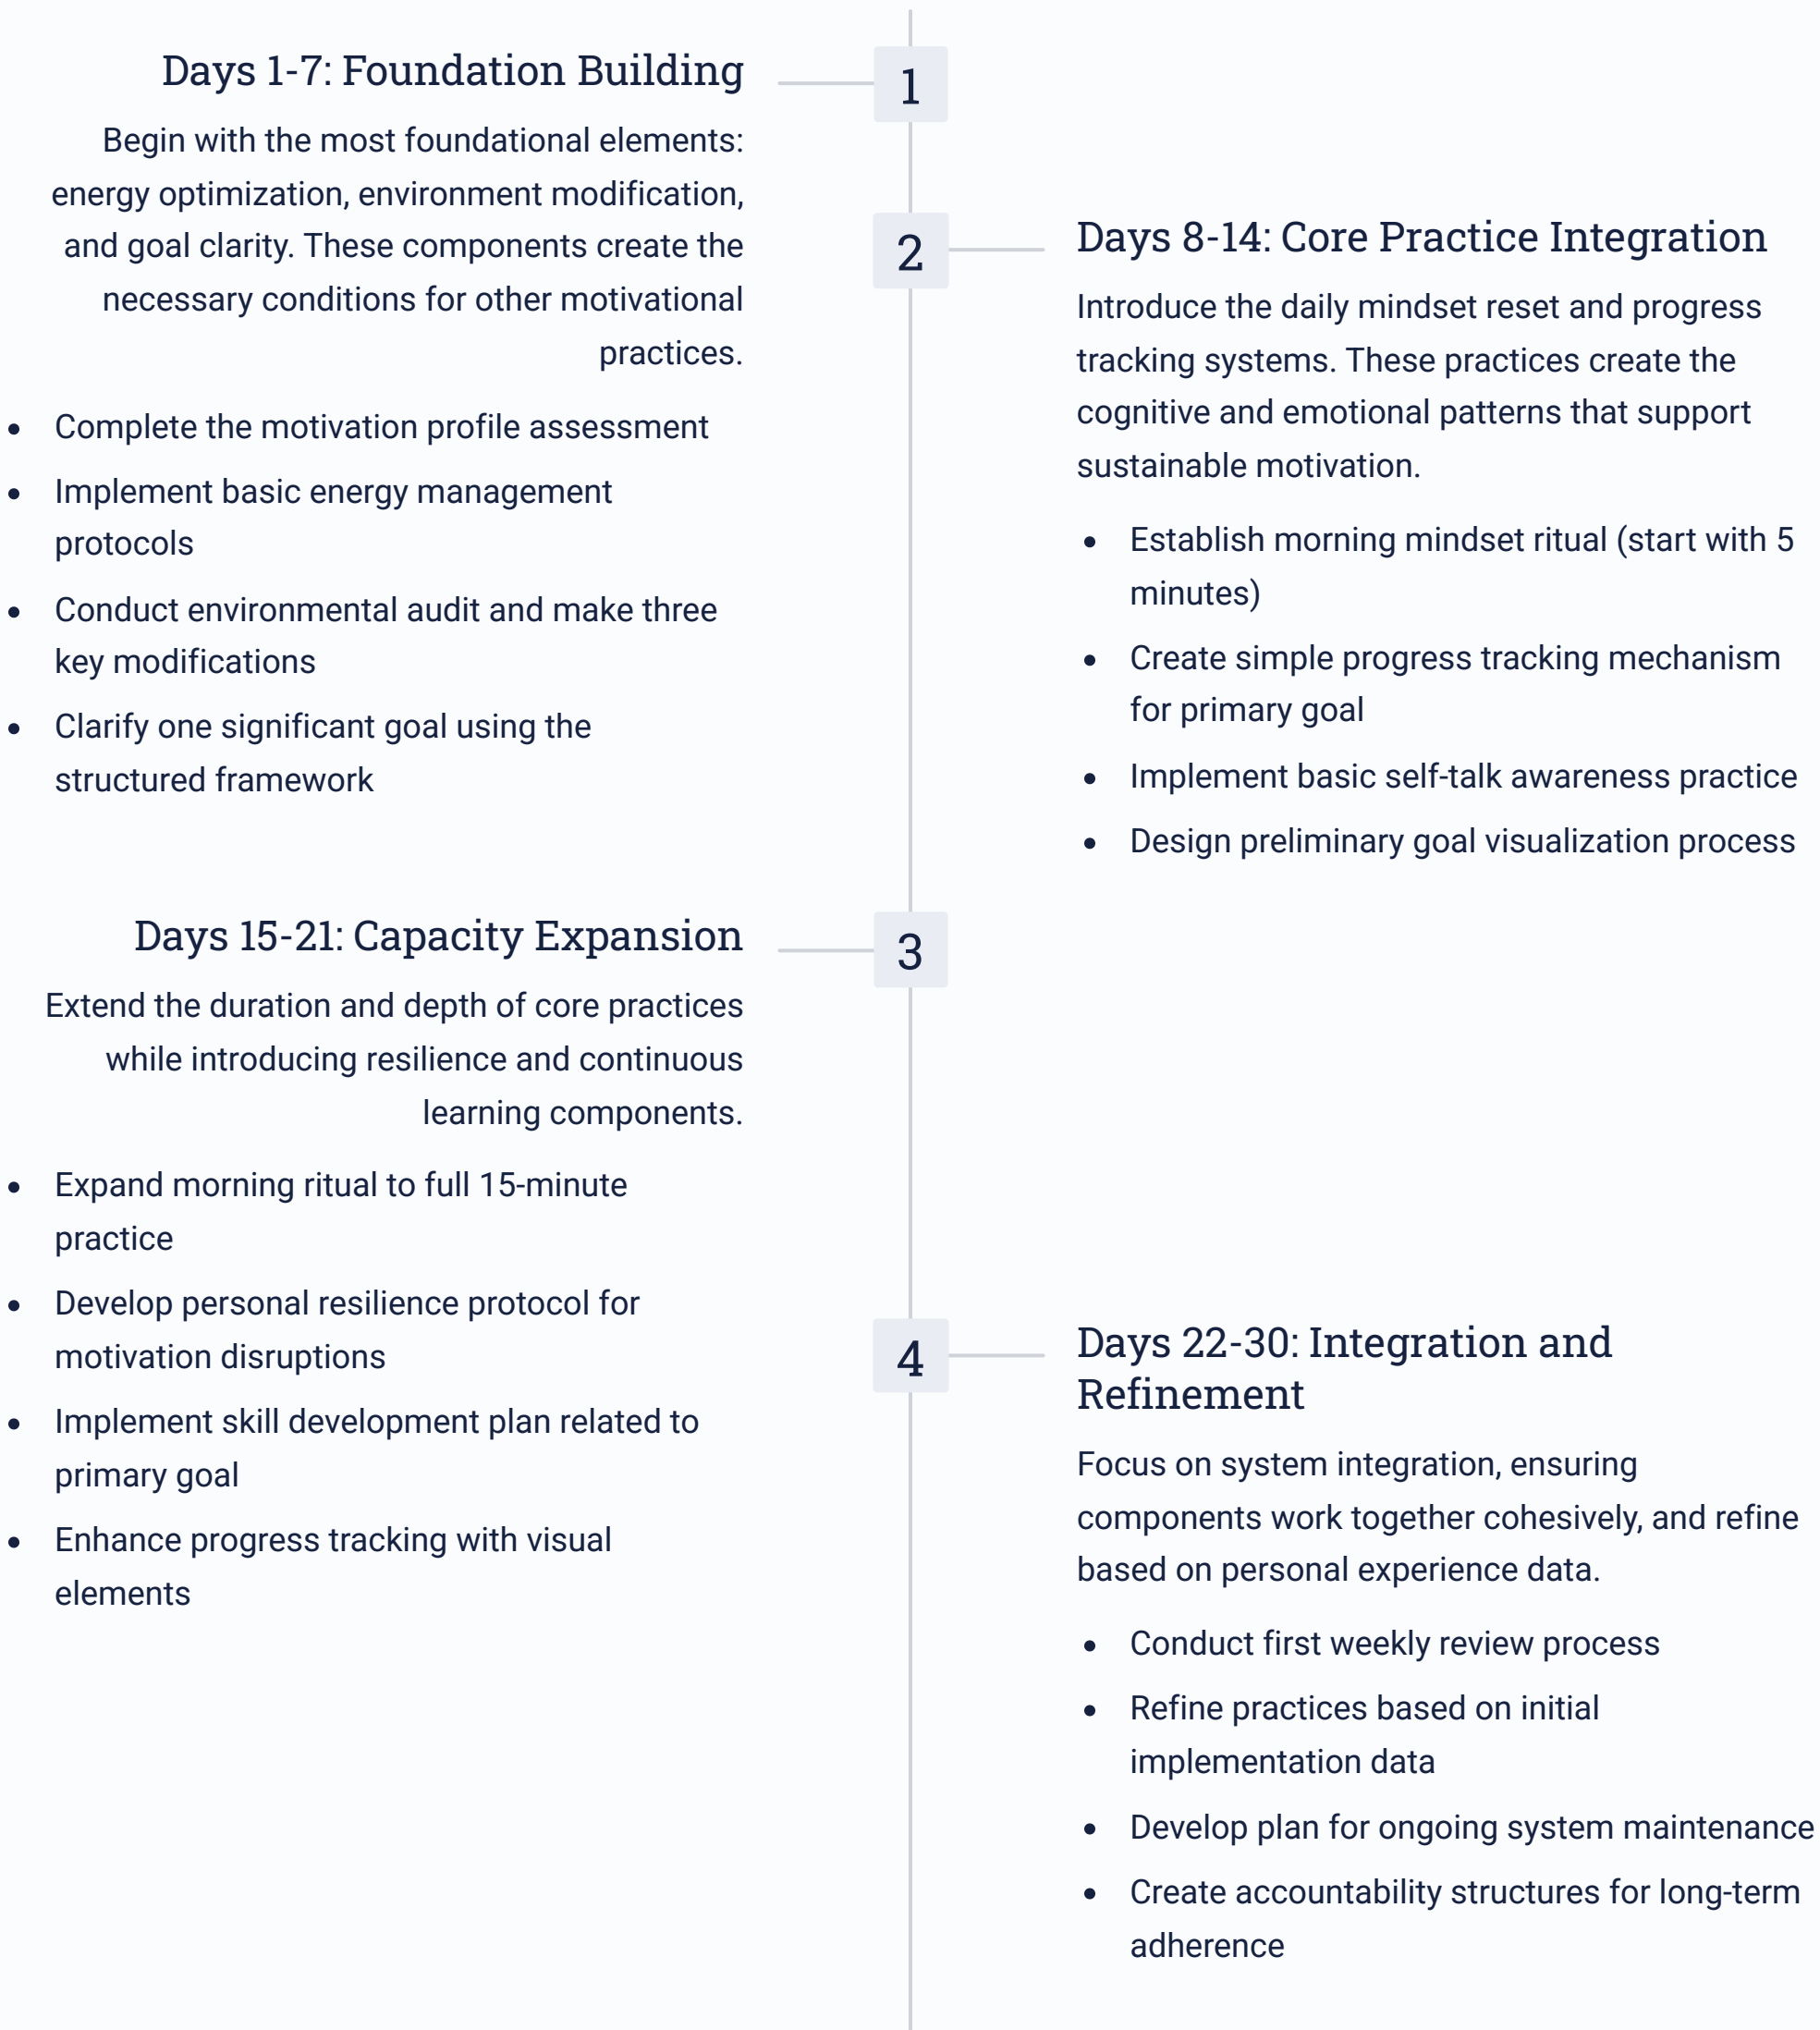 1
Days 1-7: Foundation Building
Begin with the most foundational elements:
energy optimization, environment modification,
and goal clarity. These components create the
necessary conditions for other motivational
practices.
• Complete the motivation profile assessment
• Implement basic energy management
protocols
• Conduct environmental audit and make three
key modifications
• Clarify one significant goal using the
structured framework
2
Days 8-14: Core Practice Integration
Introduce the daily mindset reset and progress
tracking systems. These practices create the
cognitive and emotional patterns that support
sustainable motivation.
• Establish morning mindset ritual (start with 5
minutes)
• Create simple progress tracking mechanism
for primary goal
• Implement basic self-talk awareness practice
• Design preliminary goal visualization process
3
Days 15-21: Capacity Expansion
Extend the duration and depth of core practices
while introducing resilience and continuous
learning components.
• Expand morning ritual to full 15-minute
practice
• Develop personal resilience protocol for
motivation disruptions
• Implement skill development plan related to
primary goal
• Enhance progress tracking with visual
elements
4
Days 22-30: Integration and
Refinement
Focus on system integration, ensuring
components work together cohesively, and refine
based on personal experience data.
• Conduct first weekly review process
• Refine practices based on initial
implementation data
• Develop plan for ongoing system maintenance
• Create accountability structures for long-term
adherence